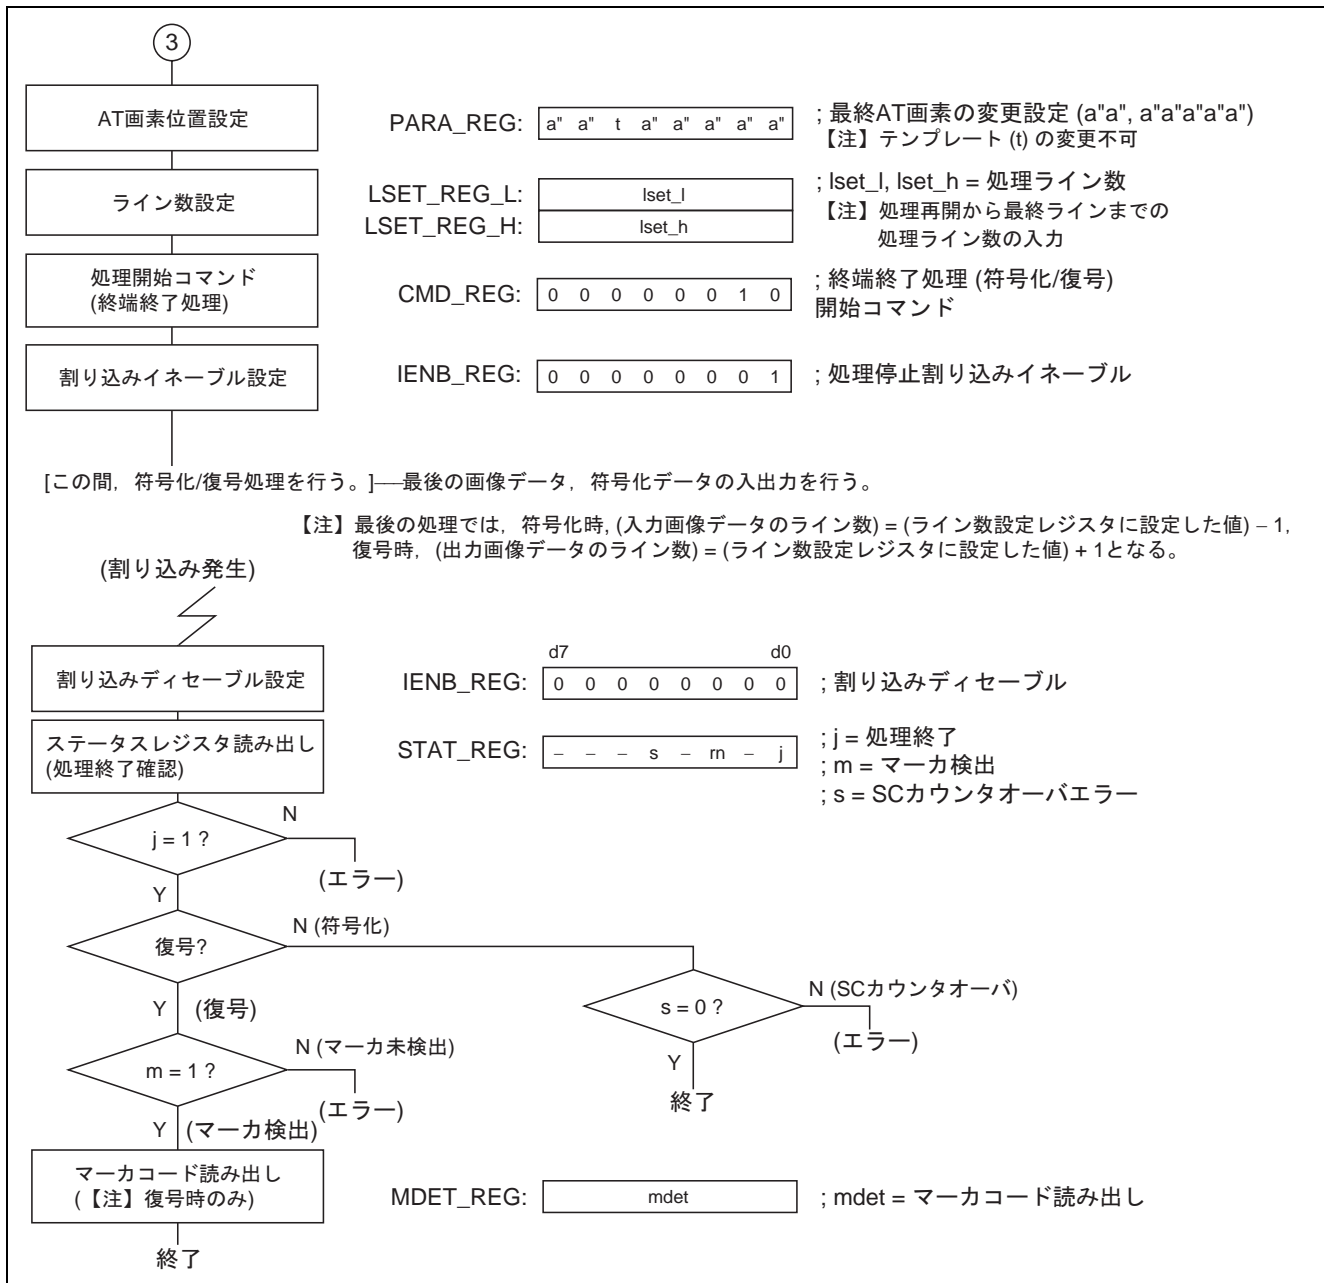 3
AT画素位置設定
PARA_REG: a" a" t a" a" a" a" a"
; 最終AT画素の変更設定 (a"a", a"a"a"a"a")
【注】テンプレート (t) の変更不可
ライン数設定
LSET_REG_L: lset_l
LSET_REG_H: lset_h
; lset_l, lset_h = 処理ライン数
【注】処理再開から最終ラインまでの
処理ライン数の入力
処理開始コマンド
(終端終了処理)
CMD_REG: 0 0 0 0 0 0 1 0
; 終端終了処理 (符号化/復号)
開始コマンド
割り込みイネーブル設定
IENB_REG: 0 0 0 0 0 0 0 1
; 処理停止割り込みイネーブル
[この間，符号化/復号処理を行う。]──最後の画像データ，符号化データの入出力を行う。
【注】最後の処理では，符号化時, (入力画像データのライン数) = (ライン数設定レジスタに設定した値) – 1,
復号時，(出力画像データのライン数) = (ライン数設定レジスタに設定した値) + 1となる。
(割り込み発生)
d7 d0
割り込みディセーブル設定
IENB_REG: 0 0 0 0 0 0 0 0
; 割り込みディセーブル
ステータスレジスタ読み出し
(処理終了確認)
STAT_REG: – – – s – m – j
; j = 処理終了
; m = マーカ検出
; s = SCカウンタオーバエラー
j = 1 ?
N
(エラー)
Y
復号?
N (符号化)
s = 0 ?
N (SCカウンタオーバ)
(エラー)
Y
終了
Y (復号)
m = 1 ?
N (マーカ未検出)
(エラー)
Y (マーカ検出)
マーカコード読み出し
(【注】復号時のみ)
MDET_REG: mdet
; mdet = マーカコード読み出し
終了